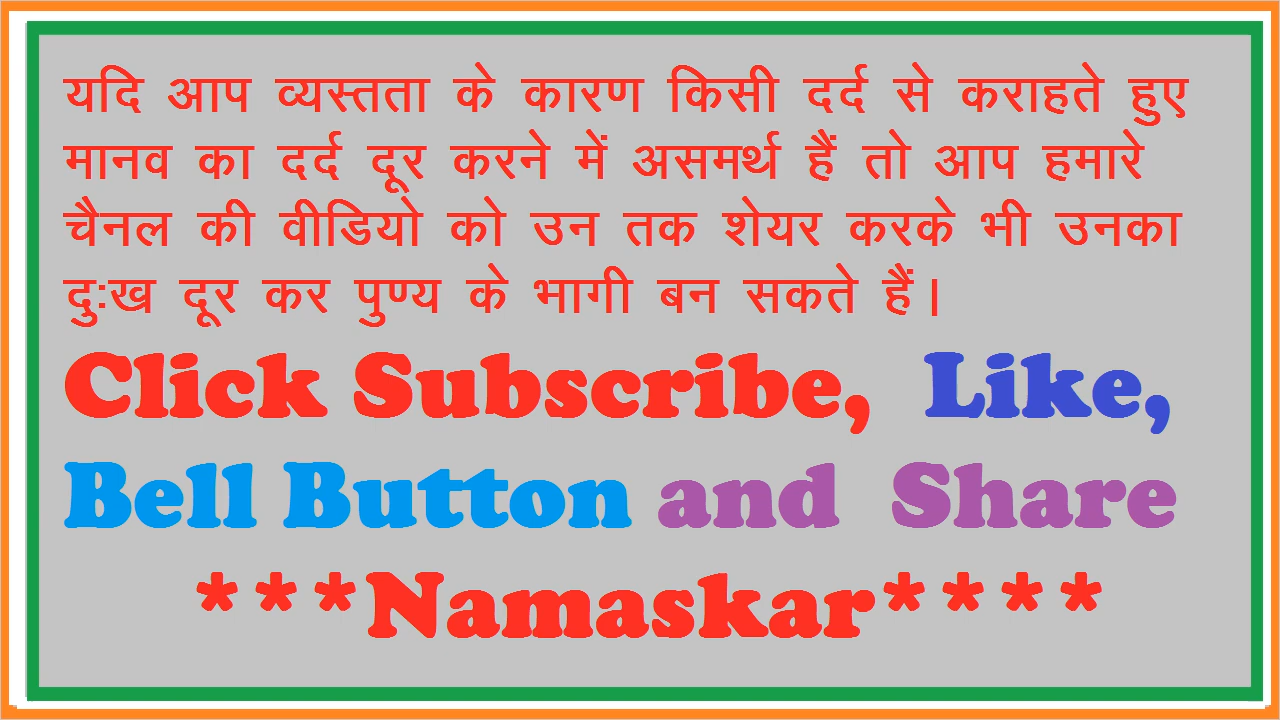 यदि आप व्यस्तता के कारण किसी दर्द से कराहते हुए
मानव का दर्द दूर करने में असमर्थ हैं तो आप हमारे
चैनल की वीडियो को उन तक शेयर करके भी उनका
दुःख दूर कर पुण्य के भागी बन सकते हैं।
Click Subscribe, Like,
Bell Button and Share
***Namaskar****